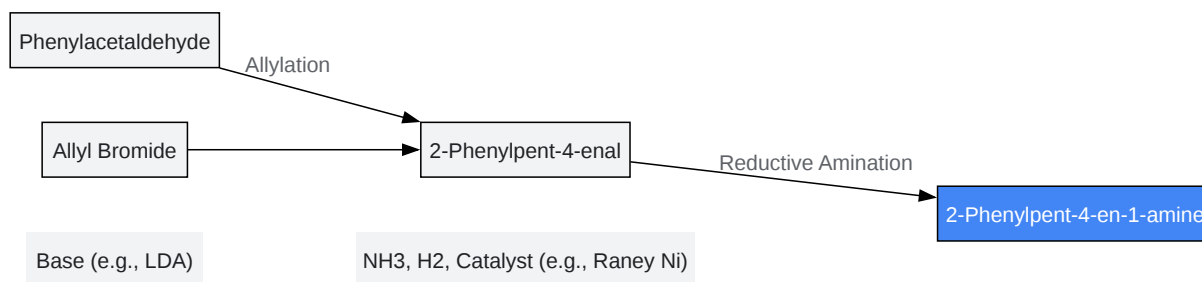 Phenylacetaldehyde
Allylation
Allyl Bromide
2-Phenylpent-4-enal
Reductive Amination
2-Phenylpent-4-en-1-amine
Base (e.g., LDA)
NH3, H2, Catalyst (e.g., Raney Ni)